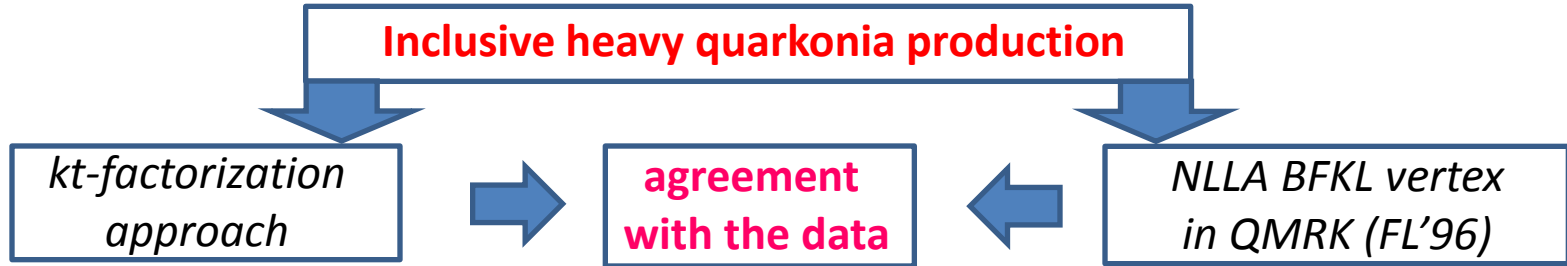 Inclusive heavy quarkonia production
kt-factorization
approach
agreement
with the data
NLLA BFKL vertex
in QMRK (FL’96)